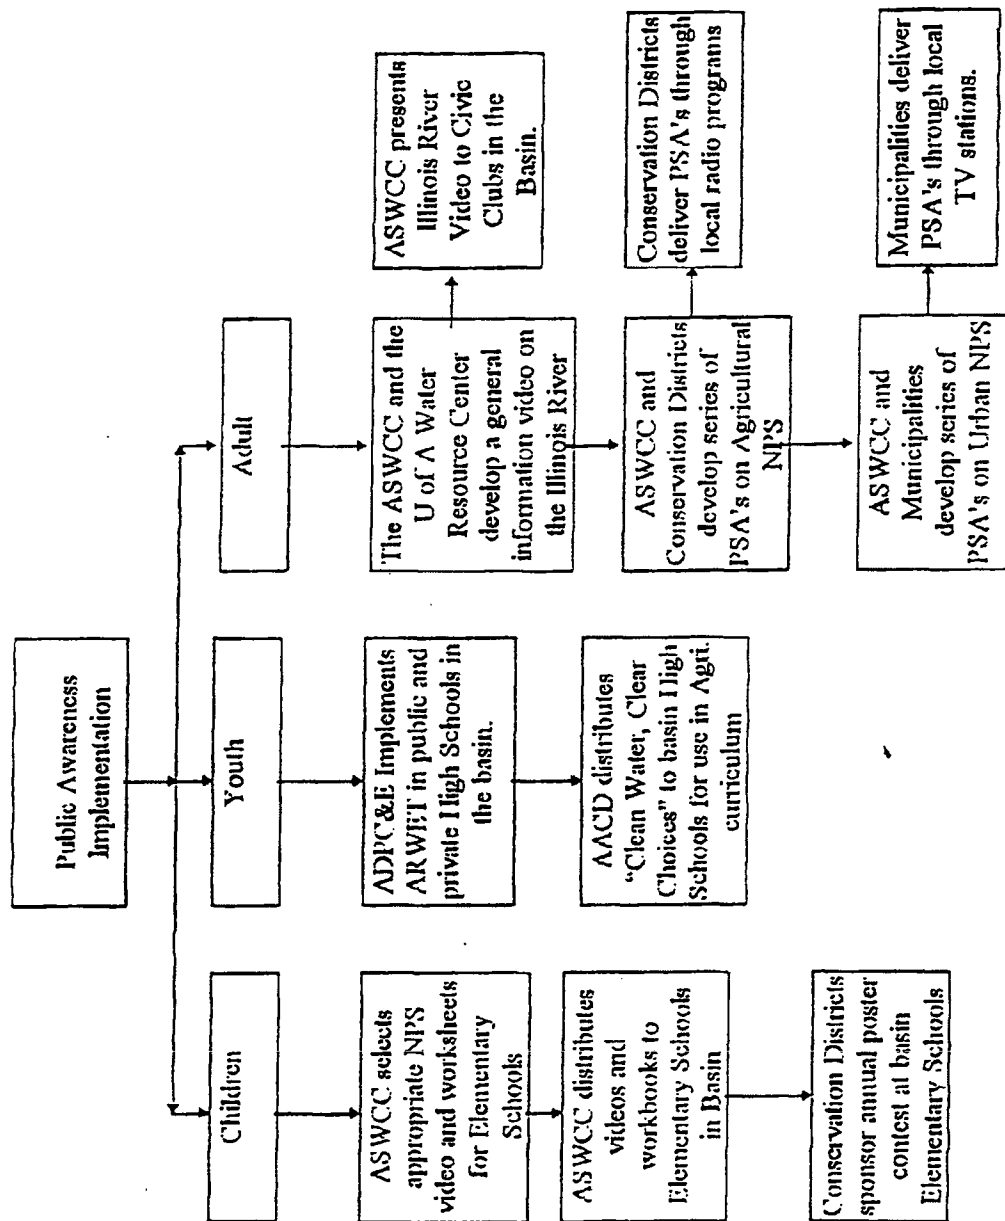 Public Awareness
Implementation
Children
Youth
Adult
ASWCC selects
appropriate NPS
video and worksheets
for Elementary
Schools
ASWCC distributes
videos and
workbooks to
Elementary Schools
in Basin
Conservation Districts
sponsor annual poster
contest at basin
Elementary Schools
ADPC&E Implements
ARWET in public and
private High Schools in
the basin.
AACD distributes
"Clean Water, Clear
Choices" to basin High
Schools for use in Agri.
curriculum
The ASWCC and the
U of A Water
Resource Center
develop a general
information video on
the Illinois River
ASWCC presents
Illinois River
Video to Civic
Clubs in the
Basin.
ASWCC and
Conservation Districts
develop series of
PSA's on Agricultural
NPS
Conservation Districts
deliver PSA's through
local radio programs
ASWCC and
Municipalities
develop series of
PSA's on Urban NPS
Municipalities deliver
PSA's through local
TV stations.